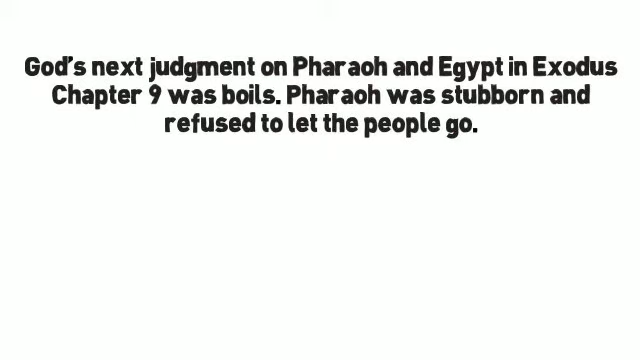 God's next judgment on Pharaoh and Egypt in Exodus
Chapter 9 was boils. Pharaoh was stubborn and
refused to let the people go.